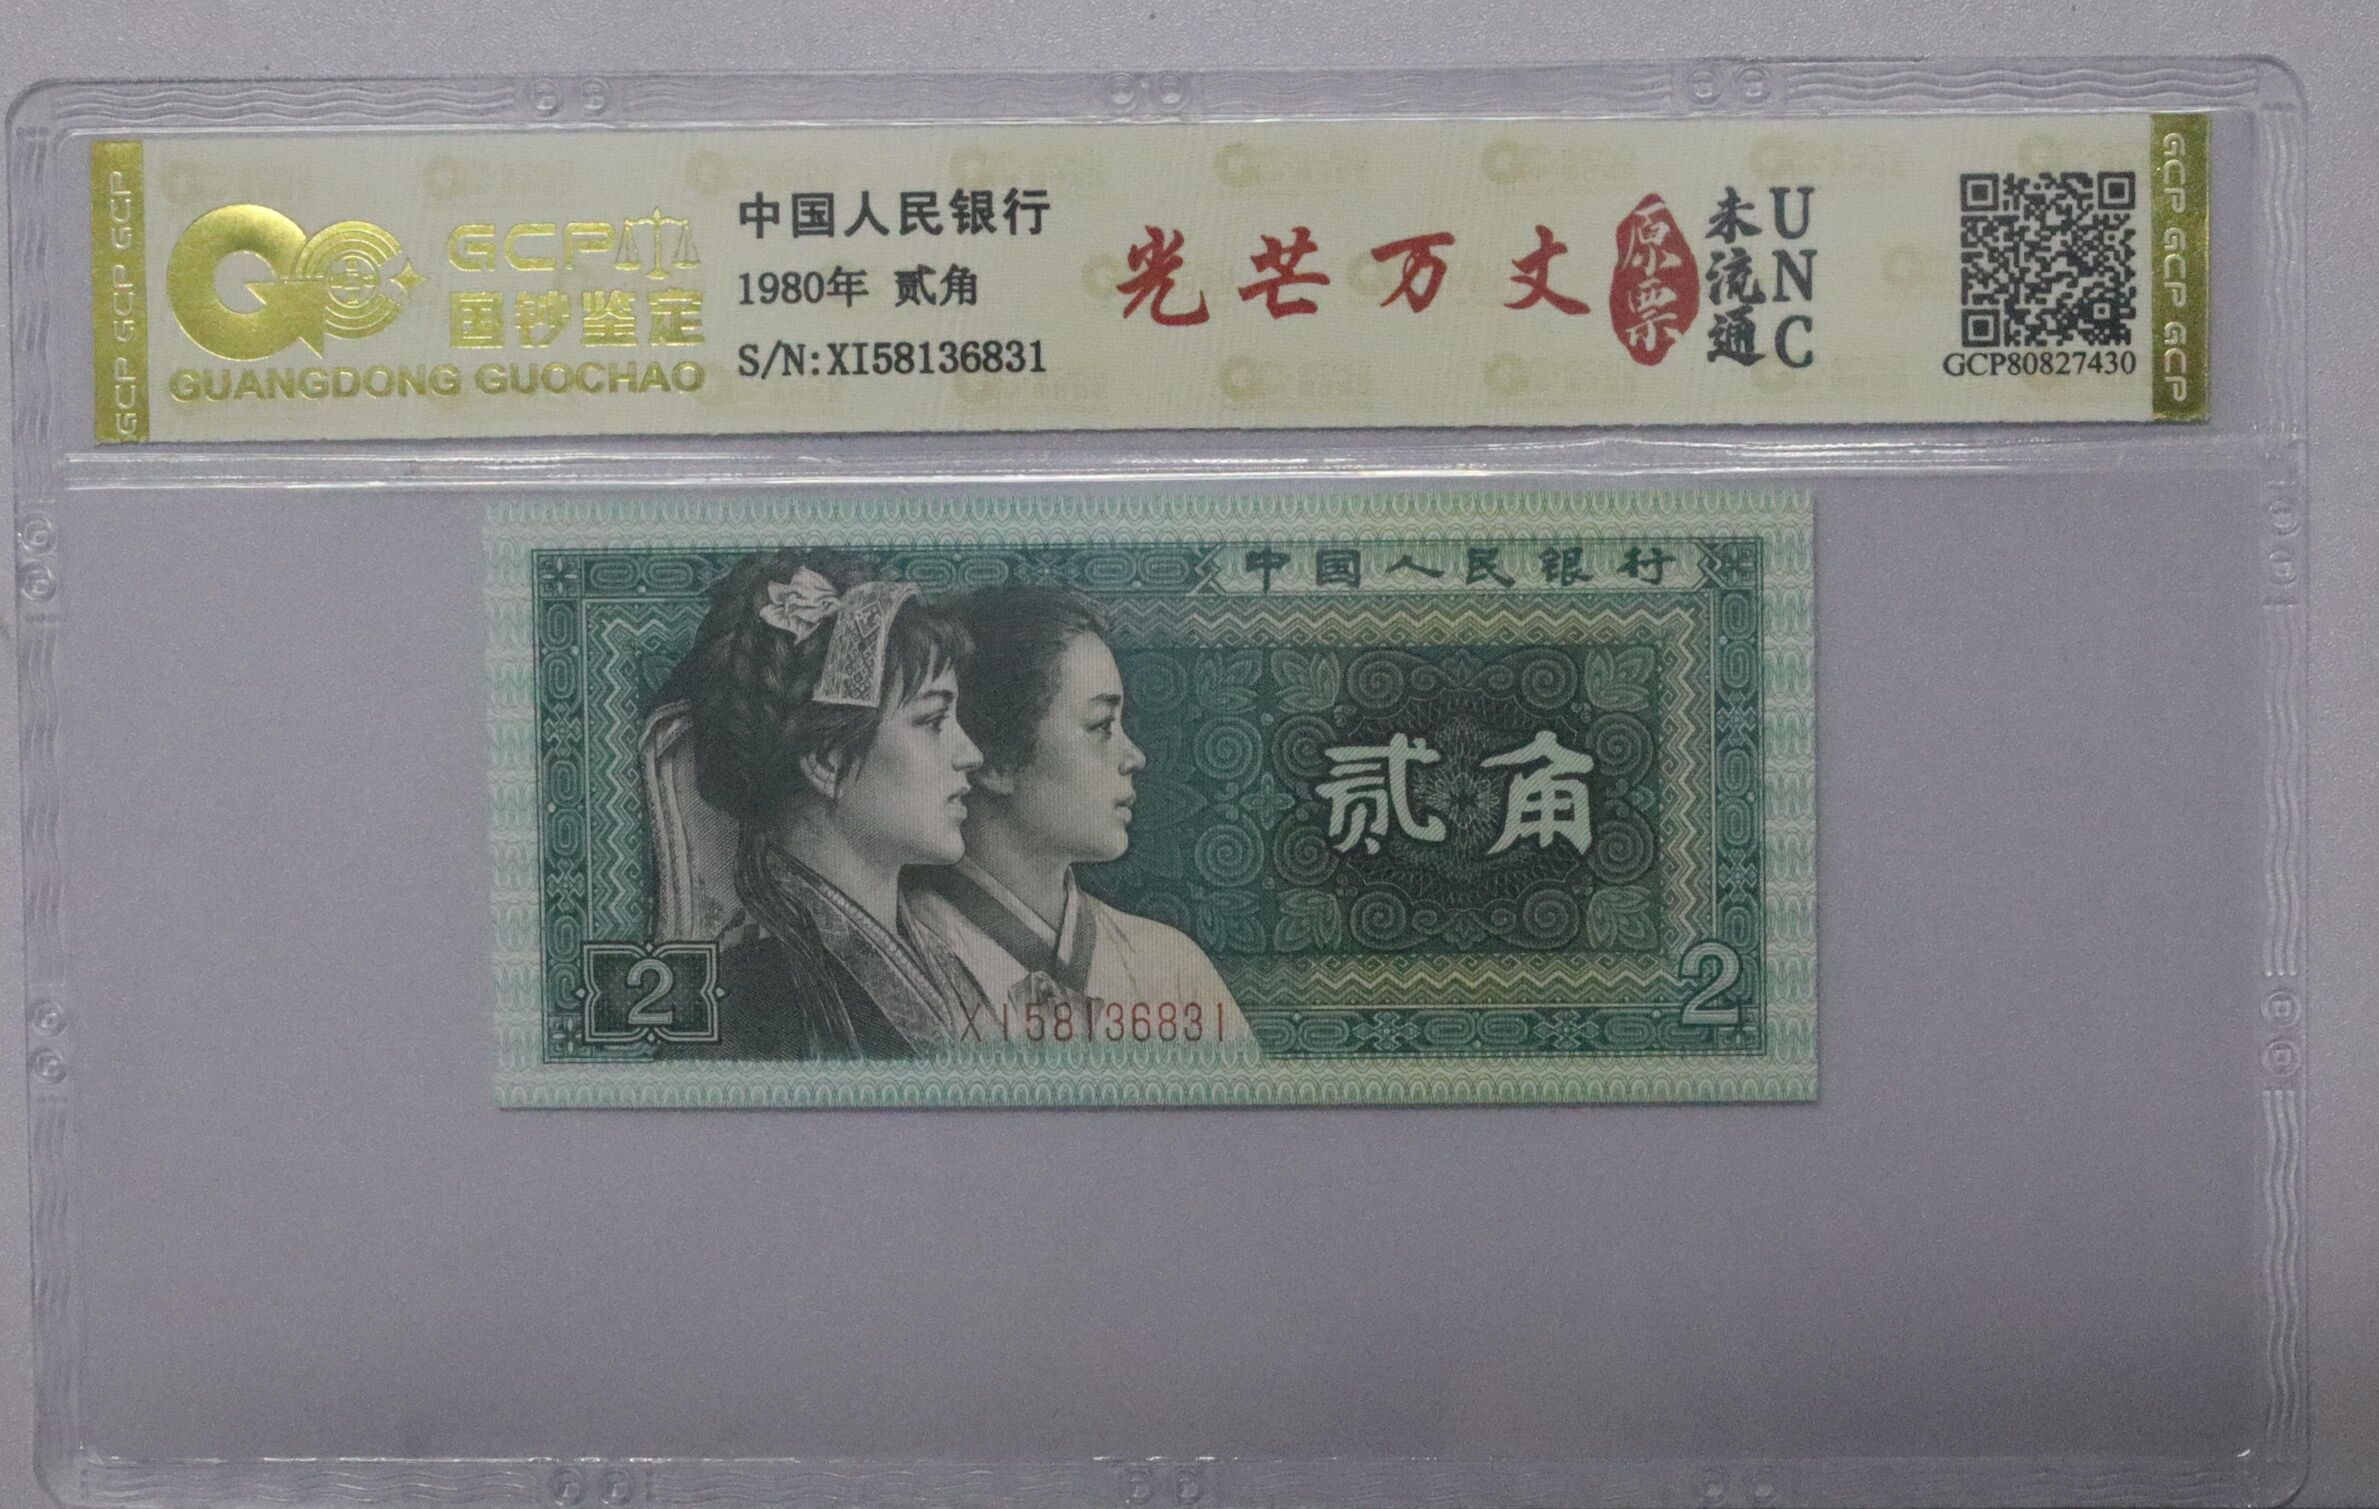 GCP GCP GCP
GCP
国钞鉴定
GUANGDONG GUOCHAO
中国人民银行
1980年 贰角
S/N:XI58136831
光芒万丈
原票
未流通
UNC
GCP80827430
GCP GCP GCP GCP
中国人民银行
贰角
2
XI58136831
2